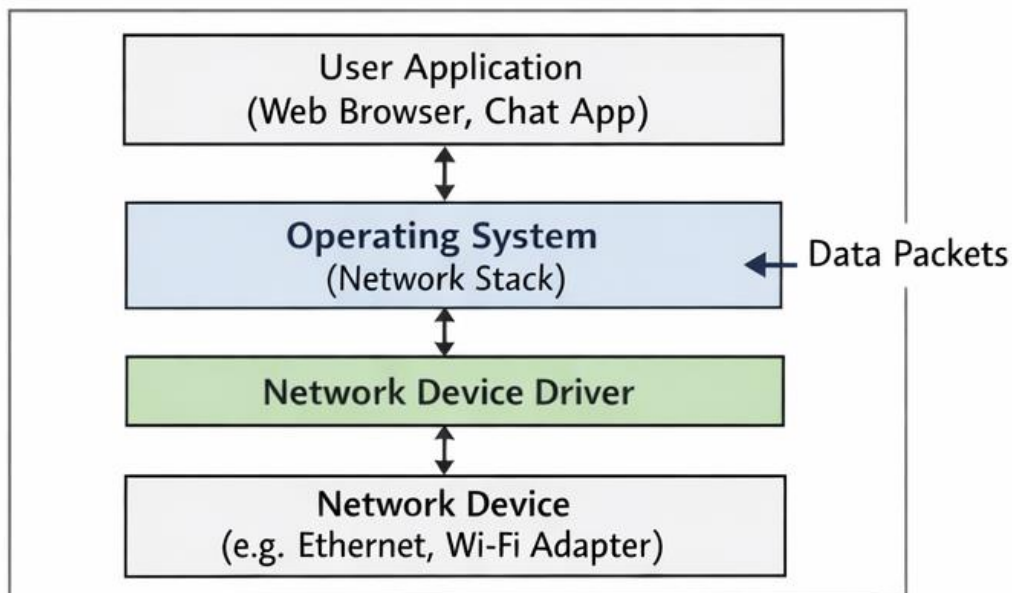 User Application
(Web Browser, Chat App)
Operating System
(Network Stack)
Data Packets
Network Device Driver
Network Device
(e.g. Ethernet, Wi-Fi Adapter)